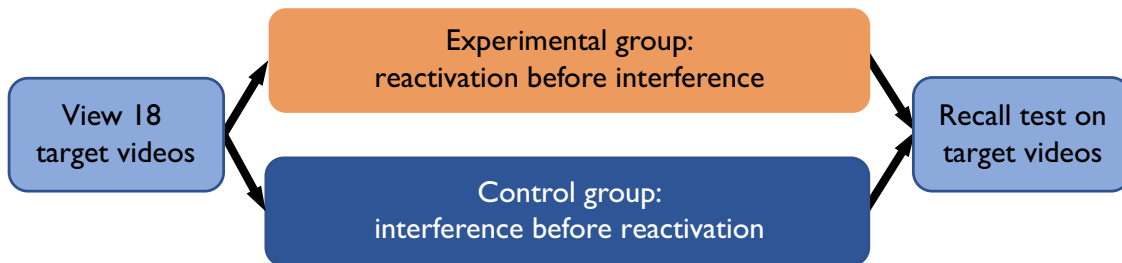 View 18
target videos
Experimental group:
reactivation before interference
Control group:
interference before reactivation
Recall test on
target videos